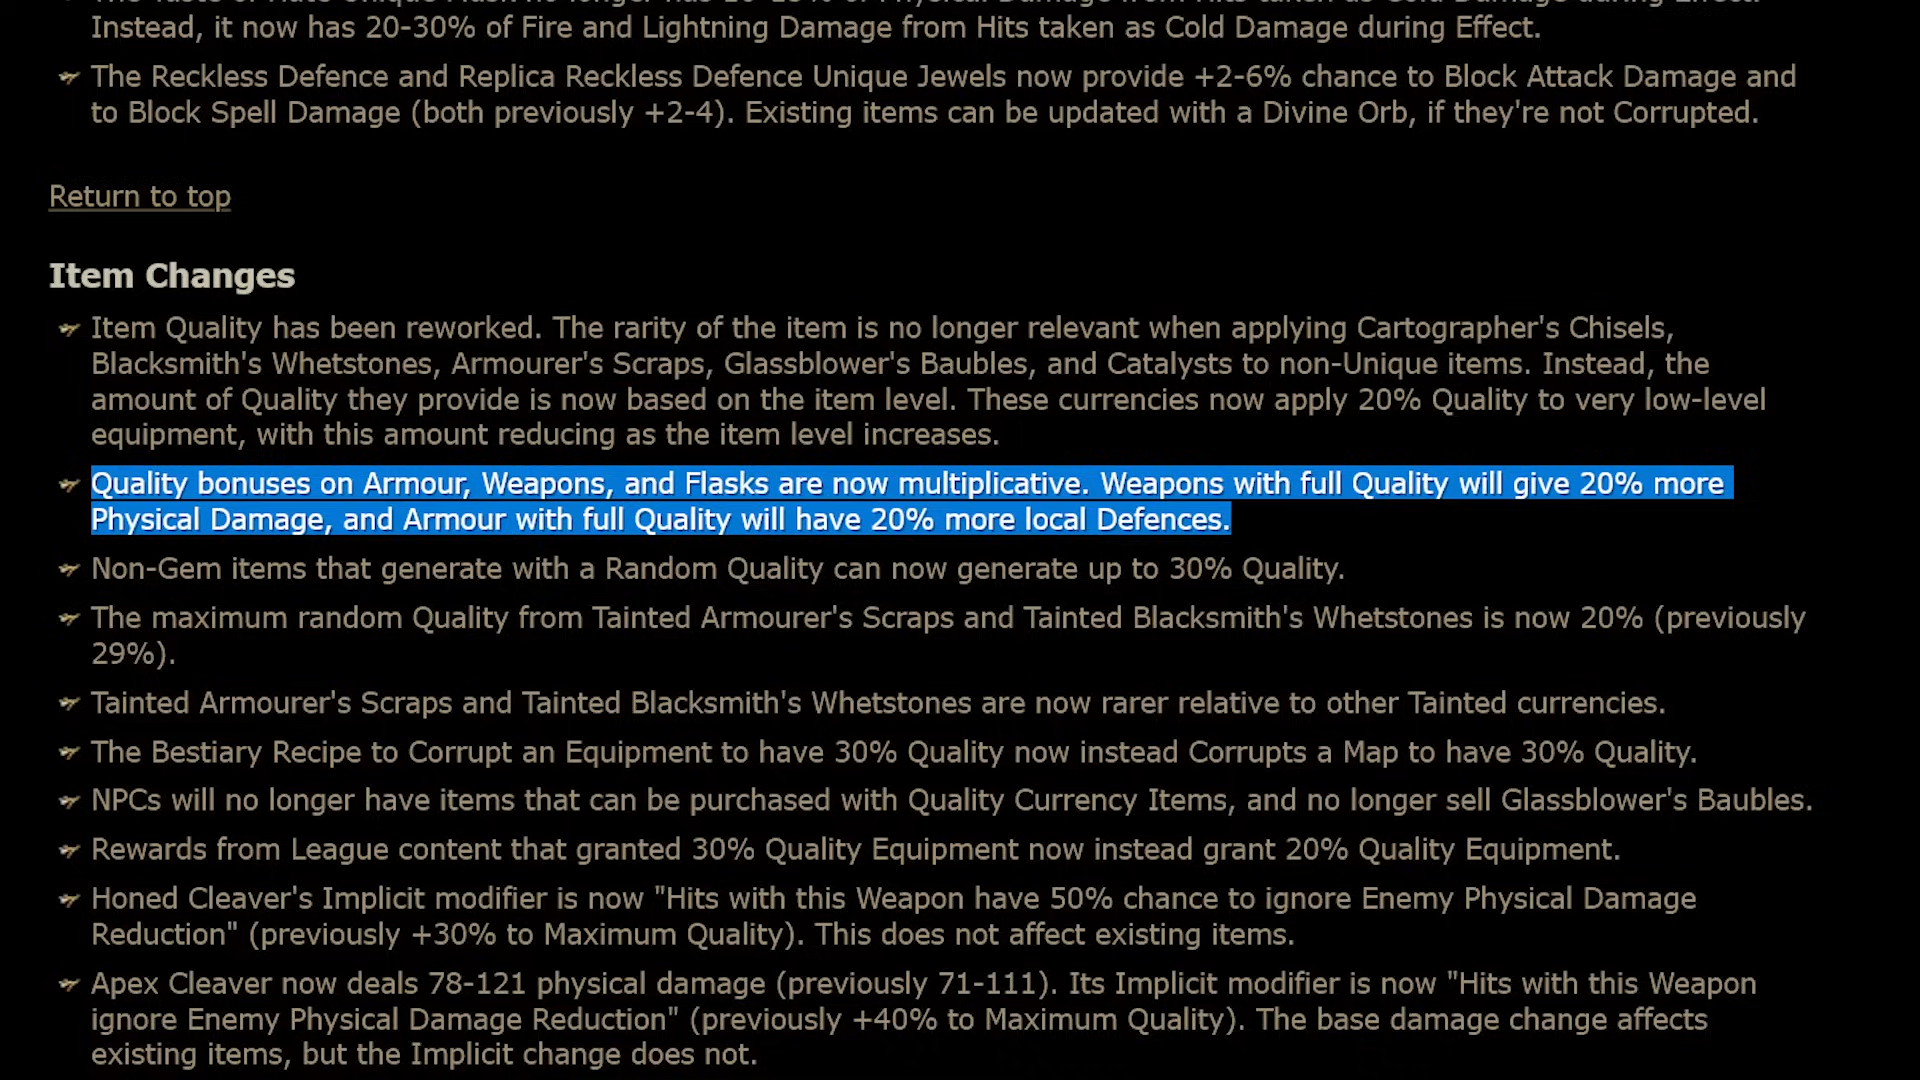 Instead, it now has 20-30% of Fire and Lightning Damage from Hits taken as Cold Damage during Effect.
The Reckless Defence and Replica Reckless Defence Unique Jewels now provide +2-6% chance to Block Attack Damage and
to Block Spell Damage (both previously +2-4). Existing items can be updated with a Divine Orb, if they're not Corrupted.
Return to top
Item Changes
Item Quality has been reworked. The rarity of the item is no longer relevant when applying Cartographer's Chisels,
Blacksmith's Whetstones, Armourer's Scraps, Glassblower's Baubles, and Catalysts to non-Unique items. Instead, the
amount of Quality they provide is now based on the item level. These currencies now apply 20% Quality to very low-level
equipment, with this amount reducing as the item level increases.
Quality bonuses on Armour, Weapons, and Flasks are now multiplicative. Weapons with full Quality will give 20% more
Physical Damage, and Armour with full Quality will have 20% more local Defences.
Non-Gem items that generate with a Random Quality can now generate up to 30% Quality.
The maximum random Quality from Tainted Armourer's Scraps and Tainted Blacksmith's Whetstones is now 20% (previously
29%).
Tainted Armourer's Scraps and Tainted Blacksmith's Whetstones are now rarer relative to other Tainted currencies.
The Bestiary Recipe to Corrupt an Equipment to have 30% Quality now instead Corrupts a Map to have 30% Quality.
NPCs will no longer have items that can be purchased with Quality Currency Items, and no longer sell Glassblower's Baubles.
Rewards from League content that granted 30% Quality Equipment now instead grant 20% Quality Equipment.
Honed Cleaver's Implicit modifier is now "Hits with this Weapon have 50% chance to ignore Enemy Physical Damage
Reduction" (previously +30% to Maximum Quality). This does not affect existing items.
Apex Cleaver now deals 78-121 physical damage (previously 71-111). Its Implicit modifier is now "Hits with this Weapon
ignore Enemy Physical Damage Reduction" (previously +40% to Maximum Quality). The base damage change affects
existing items, but the Implicit change does not.